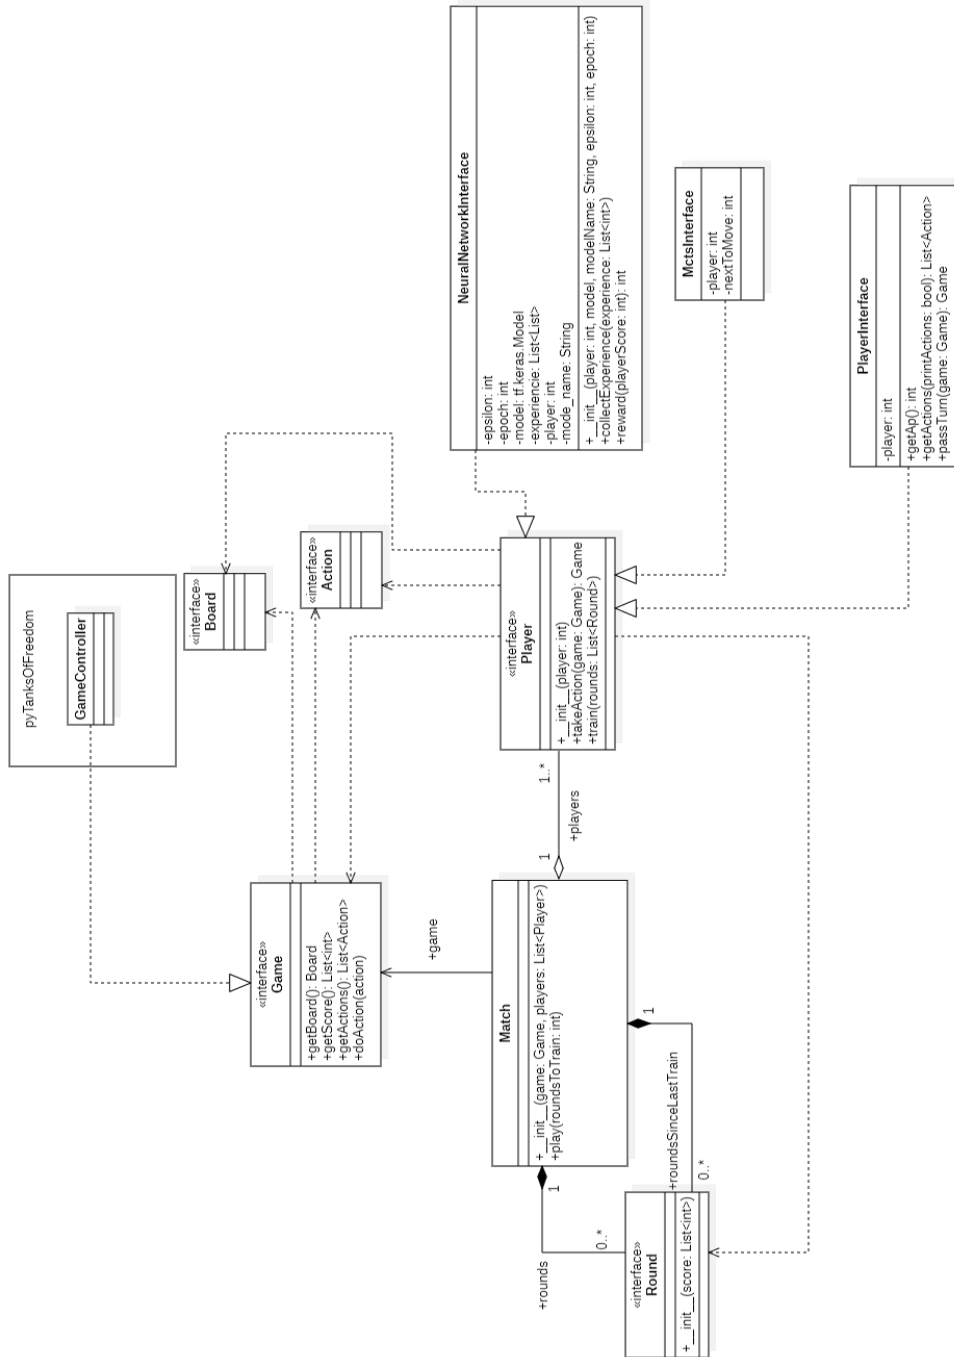 pyTanksOfFreedom
GameController
«interface»
Board
«interface»
Action
NeuralNetworkInterface
-epsilon: int
-epoch: int
-model: tf.keras.Model
-experiencie: List<List>
-player: int
-mode_name: String
+__init__(player: int, model, modelName: String, epsilon: int, epoch: int)
+collectExperience(experience: List<int>)
+reward(playerScore: int): int
MctsInterface
-player: int
-nextToMove: int
PlayerInterface
-player: int
+getAp(): int
+getActions(printActions: bool): List<Action>
+passTurn(game: Game): Game
«interface»
Player
+__init__(player: int)
+takeAction(game: Game): Game
+train(rounds: List<Round>)
«interface»
Game
+getBoard(): Board
+getScore(): List<int>
+getActions(): List<Action>
+doAction(action)
+game
1..*
+players
1
Match
+__init__(game: Game, players: List<Player>)
+play(roundsToTrain: int)
1
+roundsSinceLastTrain
0..*
1
0..*
+rounds
«interface»
Round
+__init__(score: List<int>)